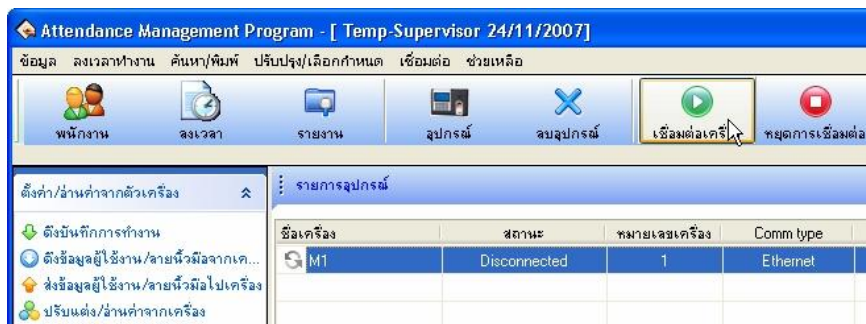 Attendance Management Program - [ Temp-Supervisor 24/11/2007]
ข้อมูล ลงเวลาทำงาน ค้นหา/พิมพ์ ปรับปรุง/เลือกกำหนด เชื่อมต่อ ช่วยเหลือ
พนักงาน ลงเวลา รายงาน อุปกรณ์ ลบอุปกรณ์ เชื่อมต่อเครื่ หยุดการเชื่อมต่อ
ตั้งค่า/อ่านค่าจากตัวเครื่อง
รายการอุปกรณ์
ดึงบันทึกการทำงาน
ดึงข้อมูลผู้ใช้งาน/ลายนิ้วมือจากเค...
ส่งข้อมูลผู้ใช้งาน/ลายนิ้วมือไปเครื่อง
ปรับแต่ง/อ่านค่าจากเครื่อง
ชื่อเครื่อง สถานะ หมายเลขเครื่อง Comm type
M1 Disconnected 1 Ethernet